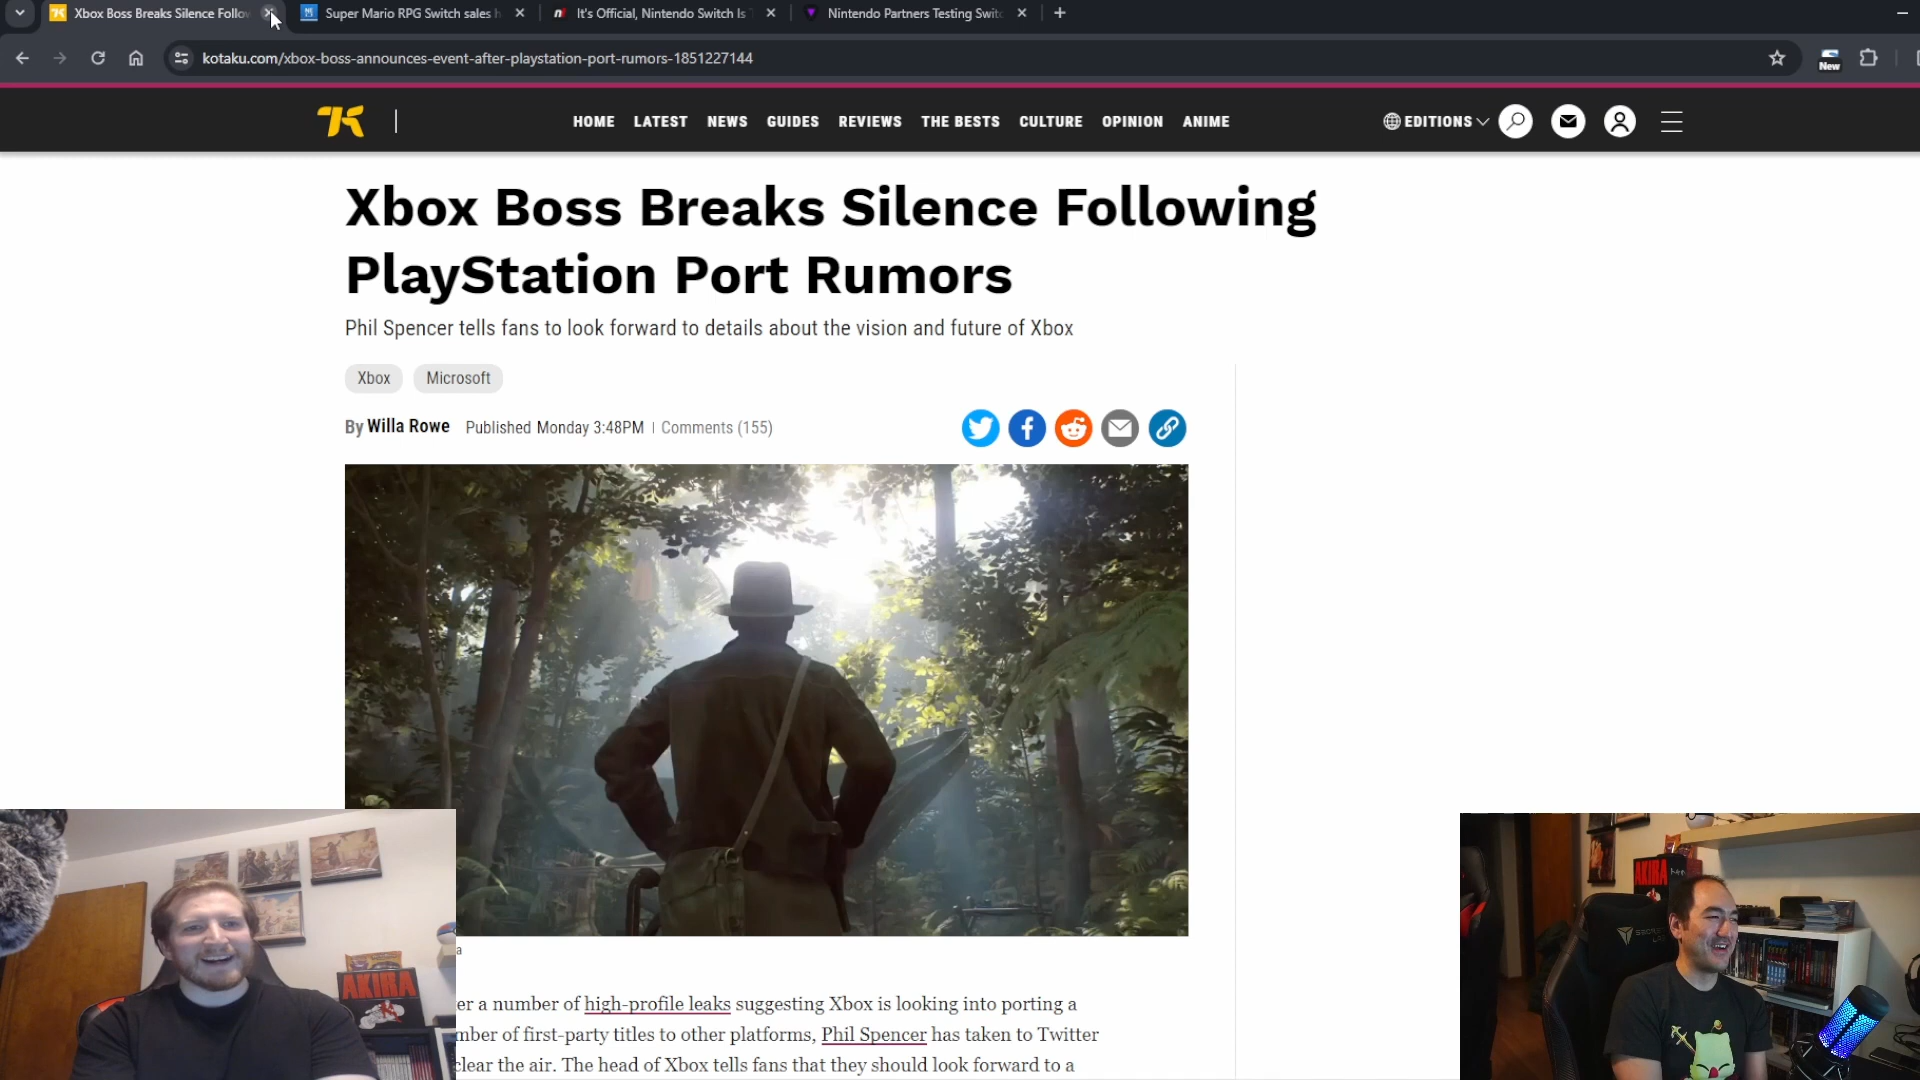 Xbox Boss Breaks Silence Follow
Super Mario RPG Switch sales h
It's Official, Nintendo Switch Is
Nintendo Partners Testing Swit
kotaku.com/xbox-boss-announces-event-after-playstation-port-rumors-1851227144
New
HOME LATEST NEWS GUIDES REVIEWS THE BESTS CULTURE OPINION ANIME
EDITIONS
Xbox Boss Breaks Silence Following
PlayStation Port Rumors
Phil Spencer tells fans to look forward to details about the vision and future of Xbox
Xbox Microsoft
By Willa Rowe Published Monday 3:48PM | Comments (155)
a
er a number of high-profile leaks suggesting Xbox is looking into porting a
mber of first-party titles to other platforms, Phil Spencer has taken to Twitter
clear the air. The head of Xbox tells fans that they should look forward to a
AKIRA
AKIRA